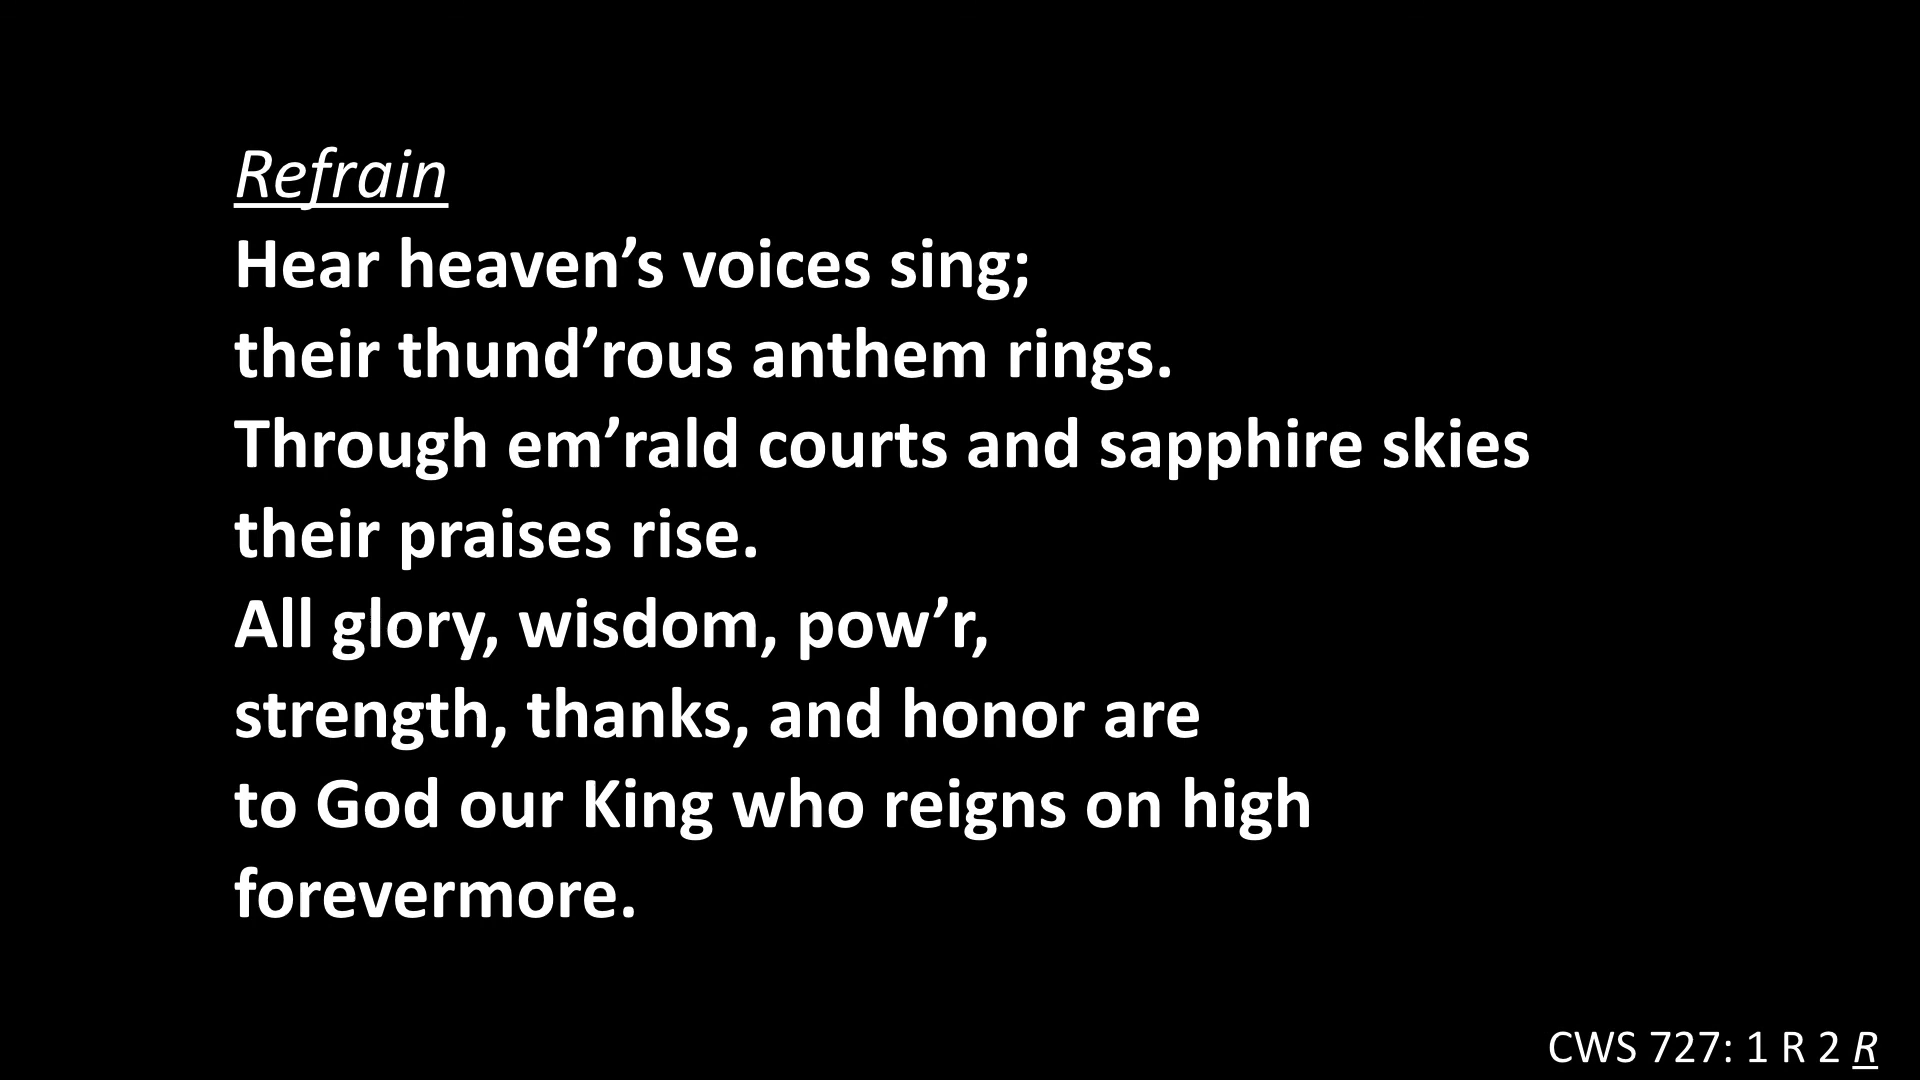 Refrain
Hear heaven’s voices sing;
their thund’rous anthem rings.
Through em’rald courts and sapphire skies
their praises rise.
All glory, wisdom, pow’r,
strength, thanks, and honor are
to God our King who reigns on high
forevermore.
CWS 727: 1 R 2 R